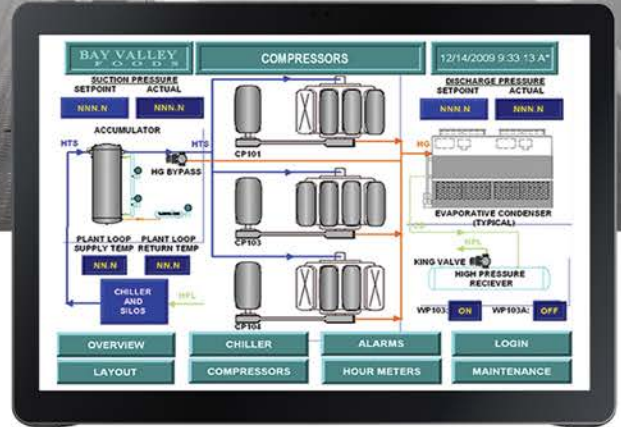 BAY VALLEY
FOODS
COMPRESSORS
12/14/2009 9:33 13 A*
SUCTION PRESSURE
SETPOINT ACTUAL
NNN.N NNN.N
DISCHARGE PRESSURE
SETPOINT ACTUAL
NNN.N NNN.N
ACCUMULATOR
HTS HTS
HG BYPASS
CP101
HG
EVAPORATIVE CONDENSER
(TYPICAL)
PLANT LOOP
SUPPLY TEMP
NN.N
PLANT LOOP
RETURN TEMP
NN.N
CP103
HPL
KING VALVE
HIGH PRESSURE
RECIEVER
CHILLER
AND
SILOS
HPL
CP104
WP103: ON WP103A: OFF
OVERVIEW CHILLER ALARMS LOGIN
LAYOUT COMPRESSORS HOUR METERS MAINTENANCE